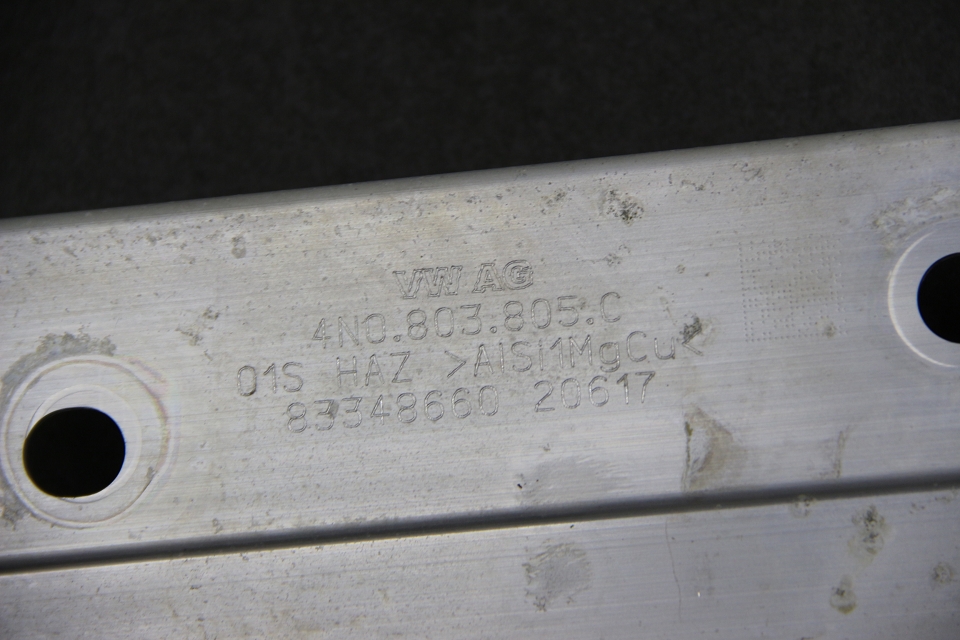 VW AG
4N0.803.805.C
01S HAZ >AlSi1MgCu<
83348660 20617